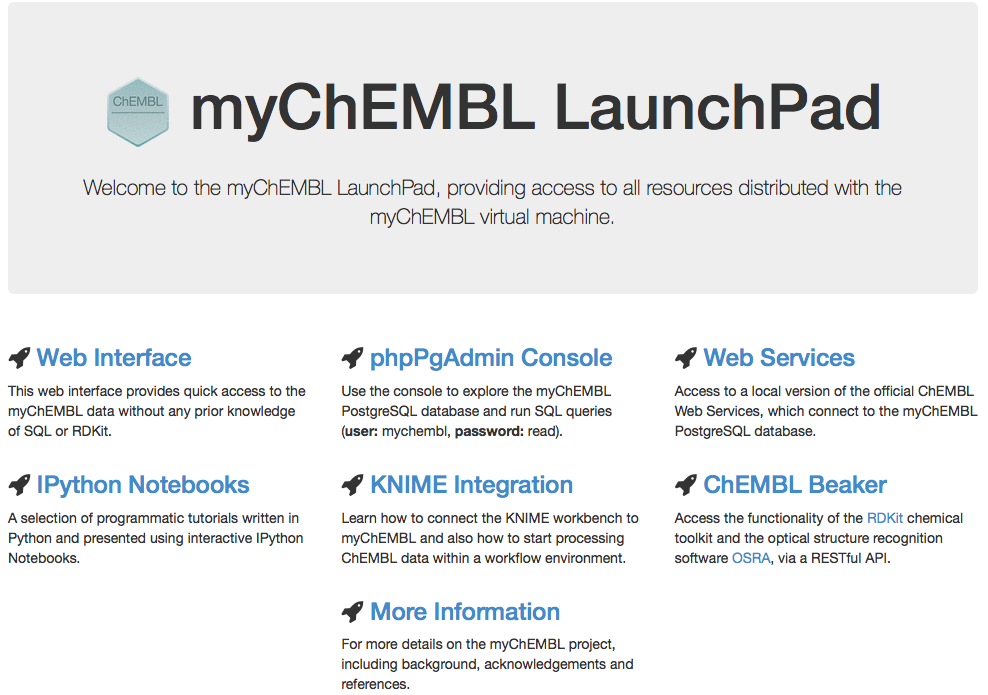 ChEMBL
myChEMBL LaunchPad
Welcome to the myChEMBL LaunchPad, providing access to all resources distributed with the
myChEMBL virtual machine.
Web Interface
This web interface provides quick access to the
myChEMBL data without any prior knowledge
of SQL or RDKit.
phpPgAdmin Console
Use the console to explore the myChEMBL
PostgreSQL database and run SQL queries
(user: mychembl, password: read).
Web Services
Access to a local version of the official ChEMBL
Web Services, which connect to the myChEMBL
PostgreSQL database.
IPython Notebooks
A selection of programmatic tutorials written in
Python and presented using interactive IPython
Notebooks.
KNIME Integration
Learn how to connect the KNIME workbench to
myChEMBL and also how to start processing
ChEMBL data within a workflow environment.
ChEMBL Beaker
Access the functionality of the RDKit chemical
toolkit and the optical structure recognition
software OSRA, via a RESTful API.
More Information
For more details on the myChEMBL project,
including background, acknowledgements and
references.